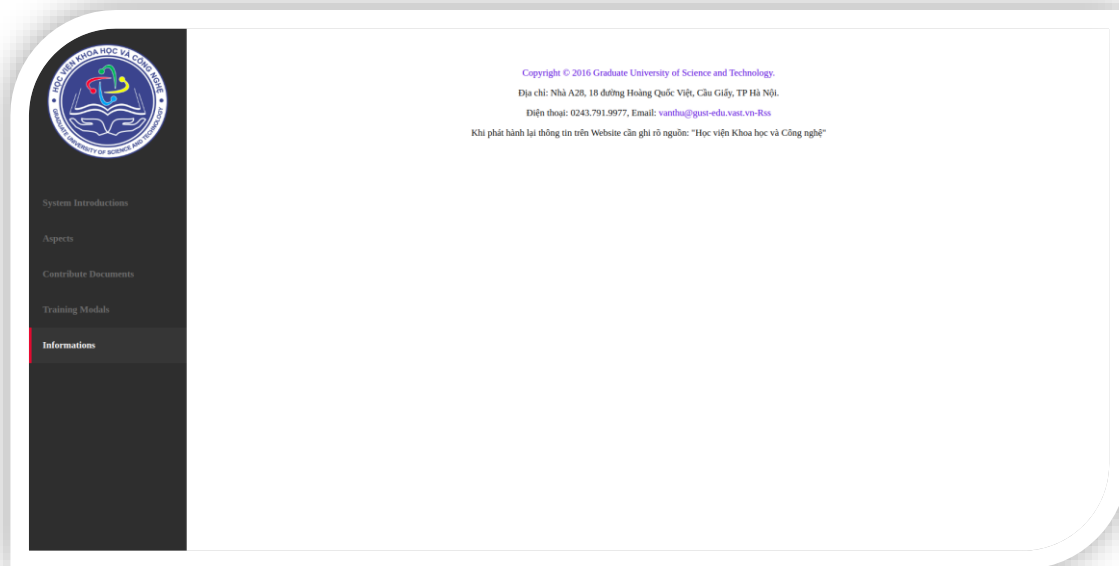 HỌC VIỆN KHOA HỌC VÀ CÔNG NGHỆ
GRADUATE UNIVERSITY OF SCIENCE AND TECHNOLOGY
System Introductions
Aspects
Contribute Documents
Training Modals
Informations
Copyright © 2016 Graduate University of Science and Technology.
Địa chỉ: Nhà A28, 18 đường Hoàng Quốc Việt, Cầu Giấy, TP Hà Nội.
Điện thoại: 0243.791.9977, Email: vanthu@gust-edu.vast.vn-Rss
Khi phát hành lại thông tin trên Website cần ghi rõ nguồn: "Học viện Khoa học và Công nghệ"